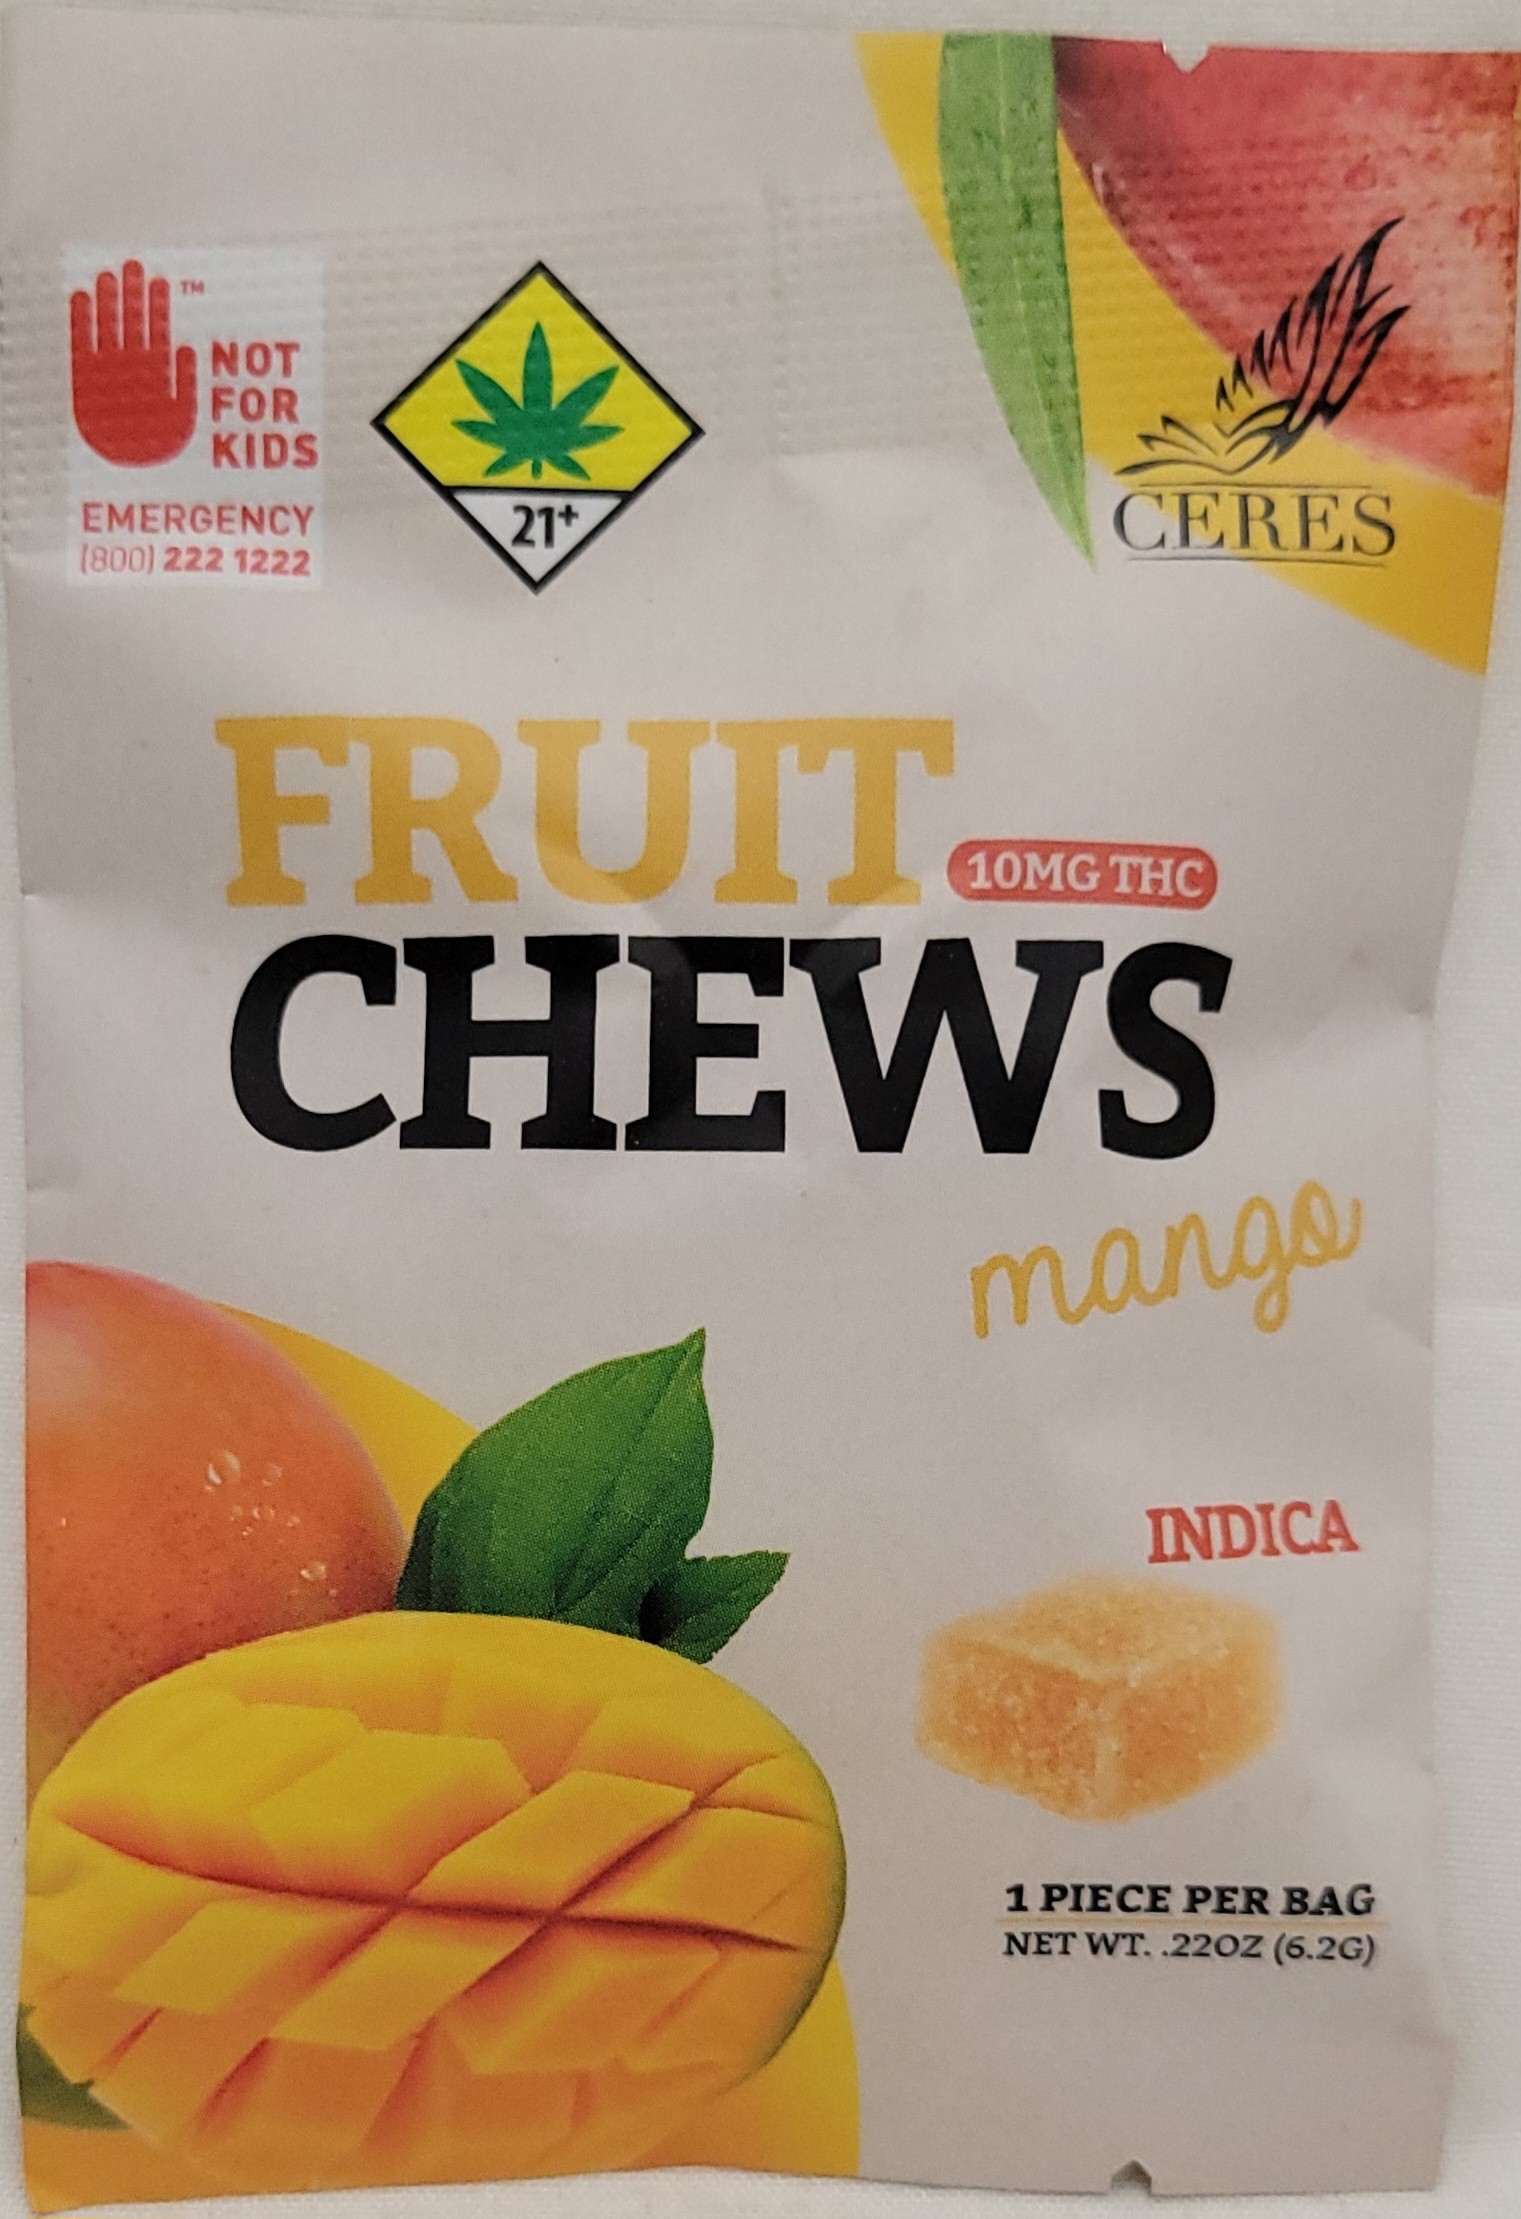 TM
NOT
FOR
KIDS
EMERGENCY
(800) 222 1222
21+
CERES
FRUIT
10MG THC
CHEWS
mango
INDICA
1 PIECE PER BAG
NET WT. .22OZ (6.2G)